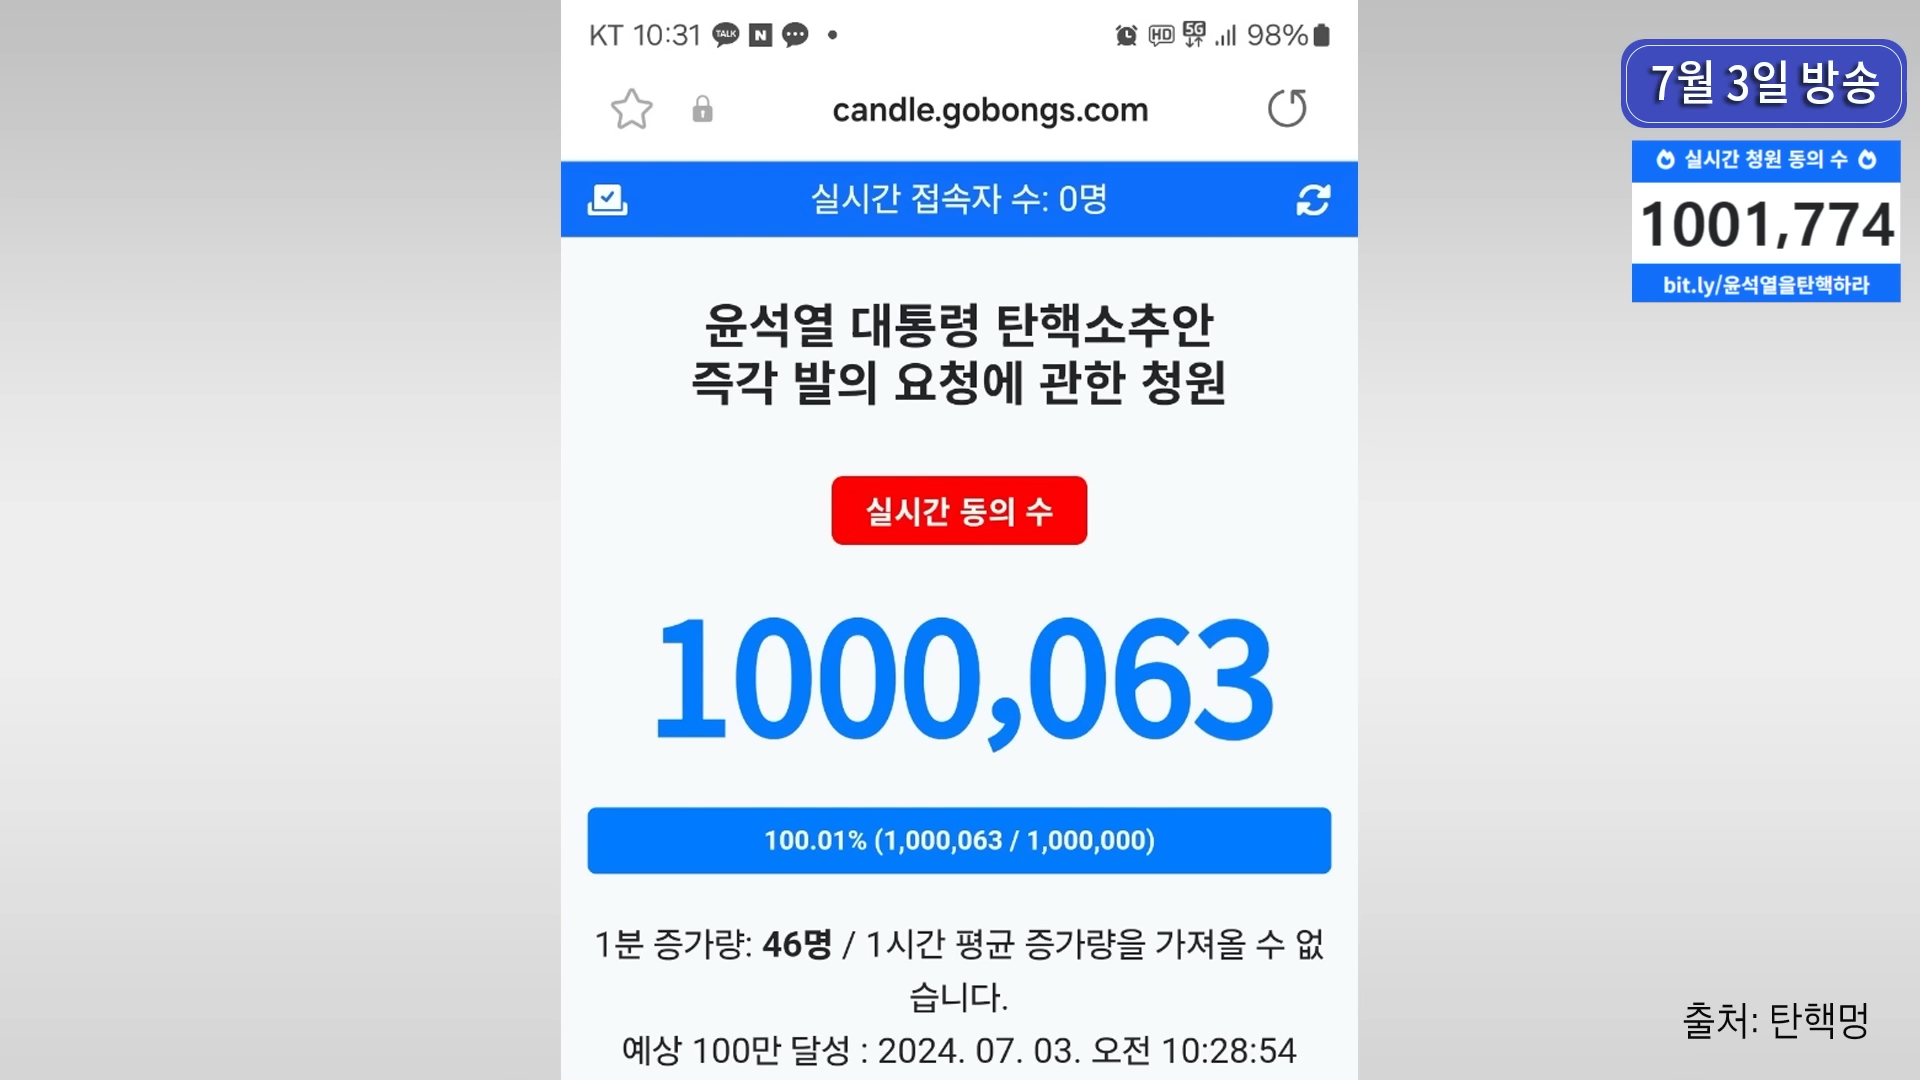 KT 10:31
TALK
N
HD
5G
98%
candle.gobongs.com
실시간 접속자 수: 0명
윤석열 대통령 탄핵소추안
즉각 발의 요청에 관한 청원
실시간 동의 수
1000,063
100.01% (1,000,063 / 1,000,000)
1분 증가량: 46명 / 1시간 평균 증가량을 가져올 수 없
습니다.
예상 100만 달성 : 2024. 07. 03. 오전 10:28:54
7월 3일 방송
실시간 청원 동의 수
1001,774
bit.ly/윤석열을탄핵하라
출처: 탄핵멍